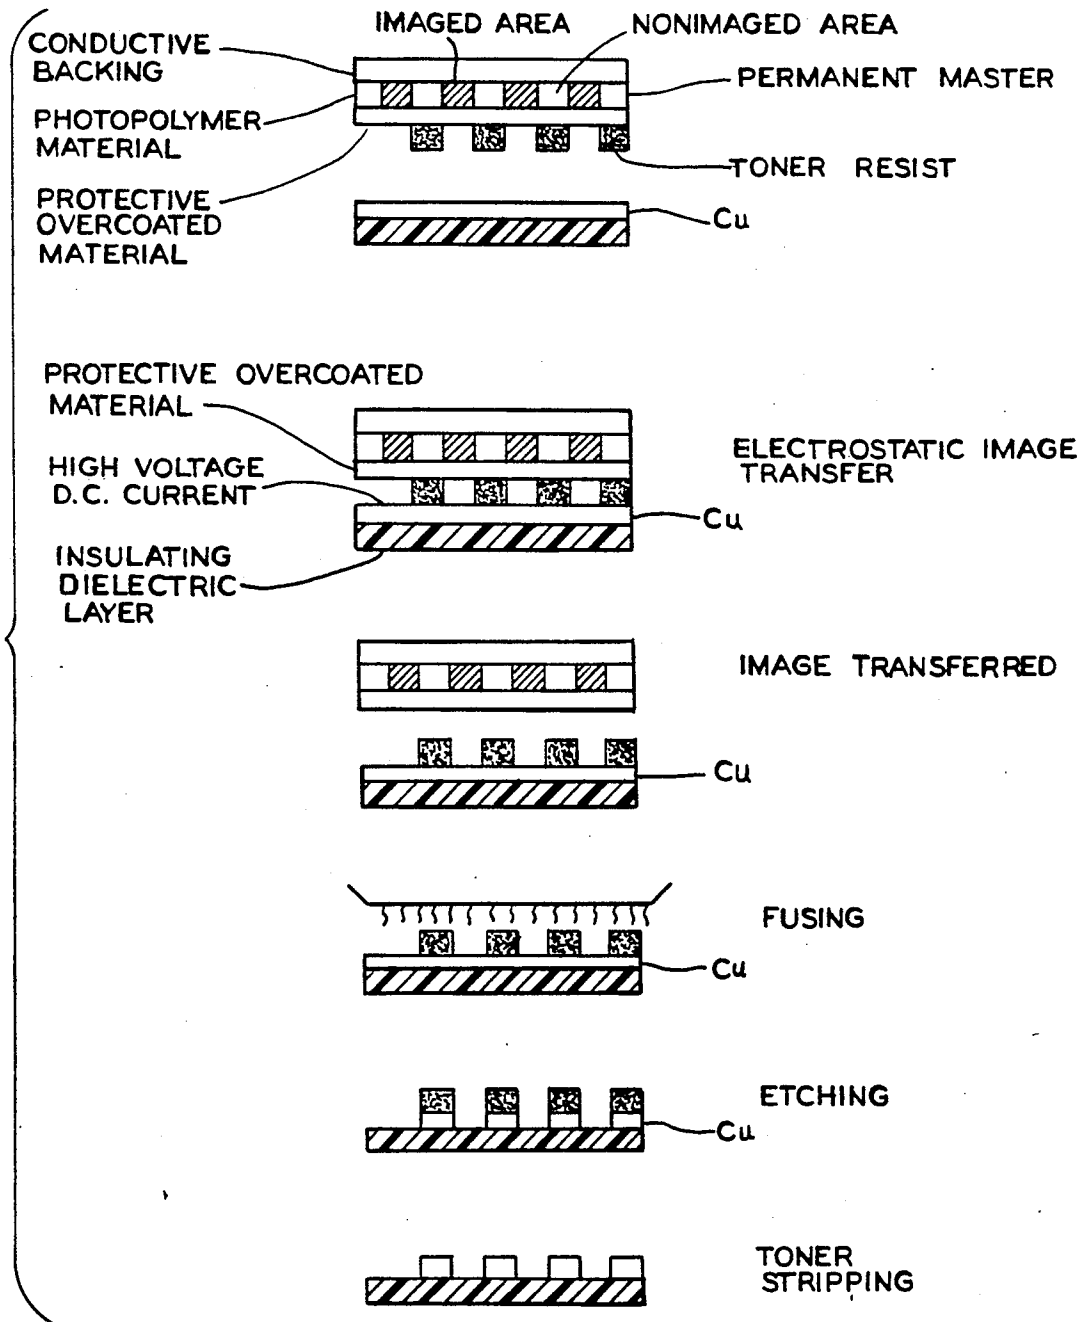 IMAGED AREA
NONIMAGED AREA
CONDUCTIVE
BACKING
PERMANENT MASTER
PHOTOPOLYMER
MATERIAL
TONER RESIST
PROTECTIVE
OVERCOATED
MATERIAL
Cu
PROTECTIVE OVERCOATED
MATERIAL
ELECTROSTATIC IMAGE
TRANSFER
HIGH VOLTAGE
D.C. CURRENT
Cu
INSULATING
DIELECTRIC
LAYER
IMAGE TRANSFERRED
Cu
FUSING
Cu
ETCHING
Cu
TONER
STRIPPING